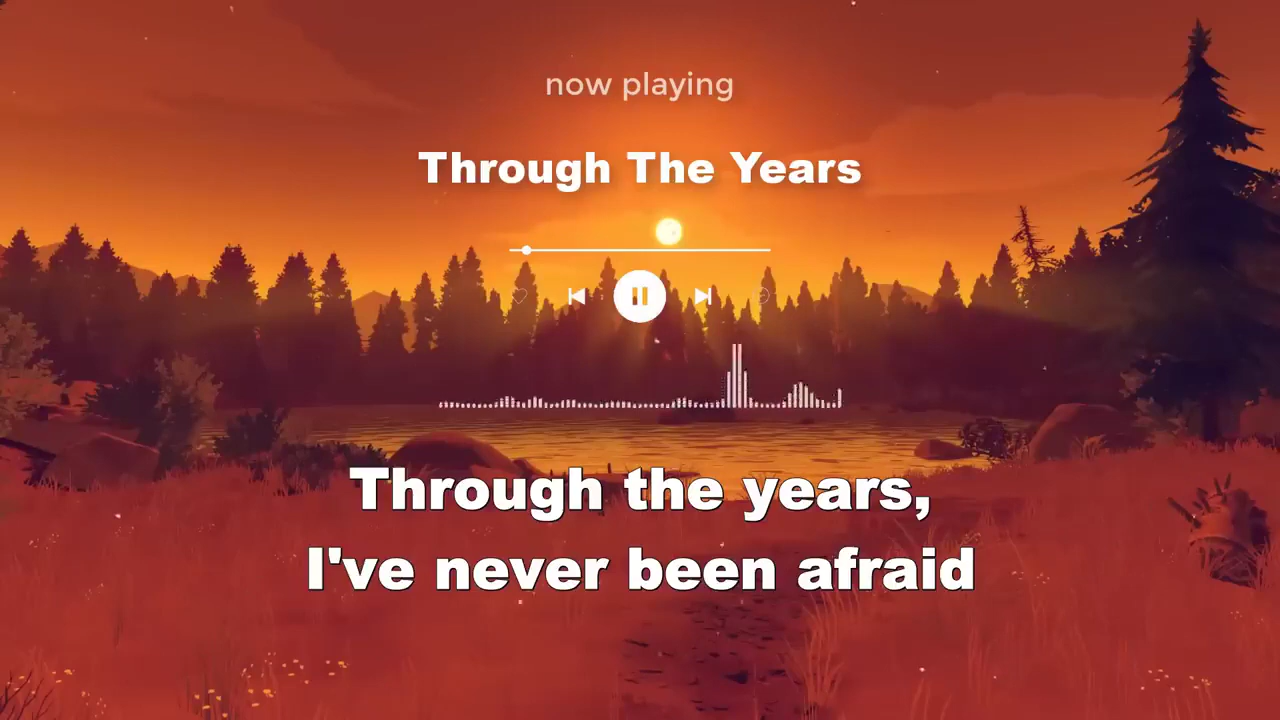 now playing
Through The Years
Through the years,
I've never been afraid